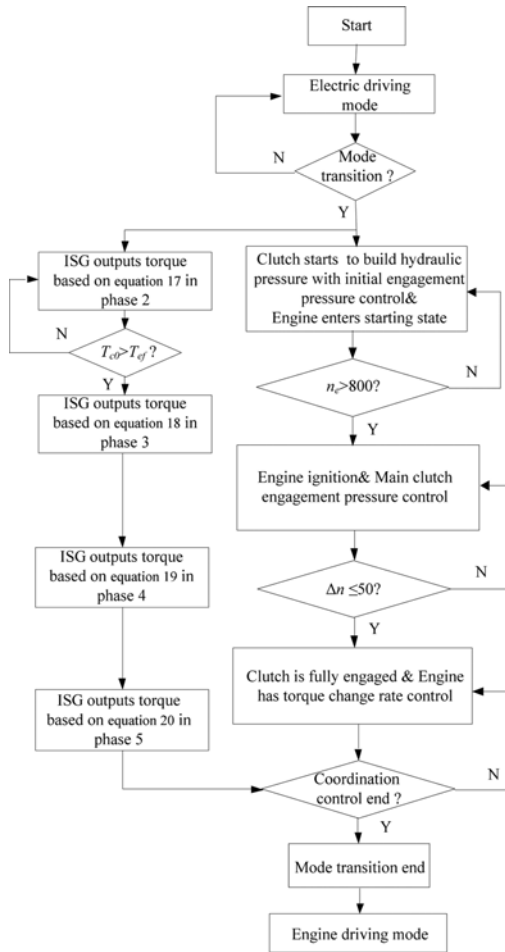 Start
Electric driving
mode
N
Mode
transition ?
Y
ISG outputs torque
based on equation 17 in
phase 2
Clutch starts to build hydraulic
pressure with initial engagement
pressure control&
Engine enters starting state
N
T_c0>T_ef ?
Y
N
n_e>800?
Y
ISG outputs torque
based on equation 18 in
phase 3
Engine ignition& Main clutch
engagement pressure control
ISG outputs torque
based on equation 19 in
phase 4
N
Δn ≤50?
Y
Clutch is fully engaged & Engine
has torque change rate control
ISG outputs torque
based on equation 20 in
phase 5
Coordination
control end ?
N
Y
Mode transition end
Engine driving mode